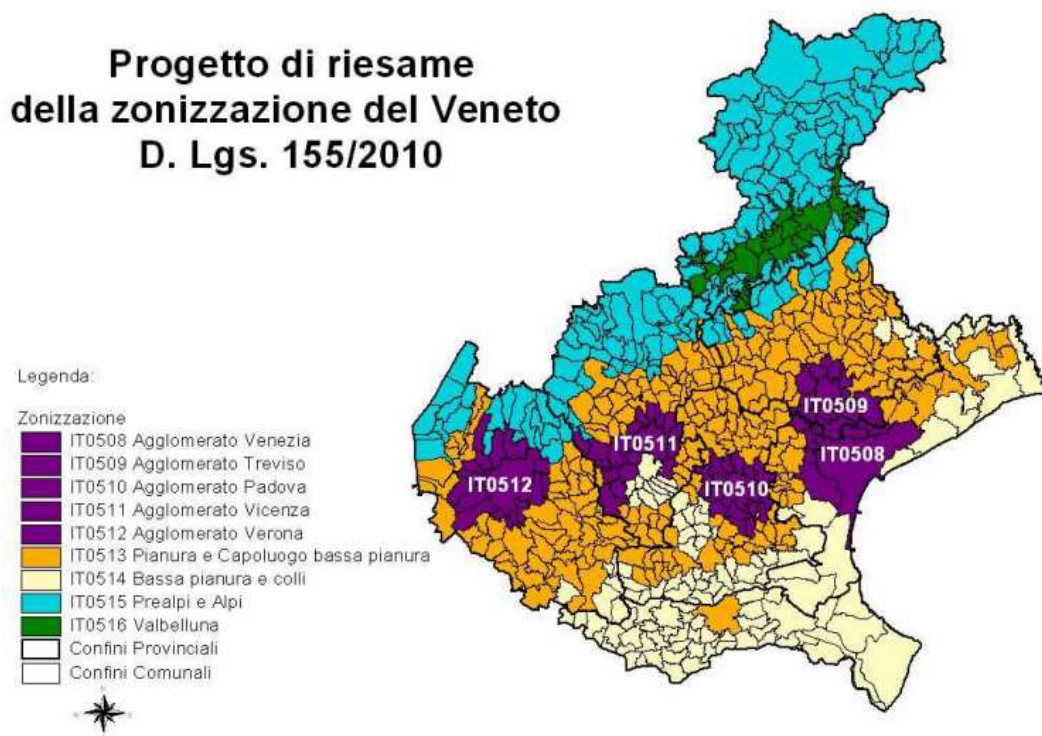 Progetto di riesame
della zonizzazione del Veneto
D. Lgs. 155/2010
Legenda:
Zonizzazione
IT0508 Agglomerato Venezia
IT0509 Agglomerato Treviso
IT0510 Agglomerato Padova
IT0511 Agglomerato Vicenza
IT0512 Agglomerato Verona
IT0513 Pianura e Capoluogo bassa pianura
IT0514 Bassa pianura e colli
IT0515 Prealpi e Alpi
IT0516 Valbelluna
Confini Provinciali
Confini Comunali
IT0509
IT0511
IT0508
IT0512
IT0510